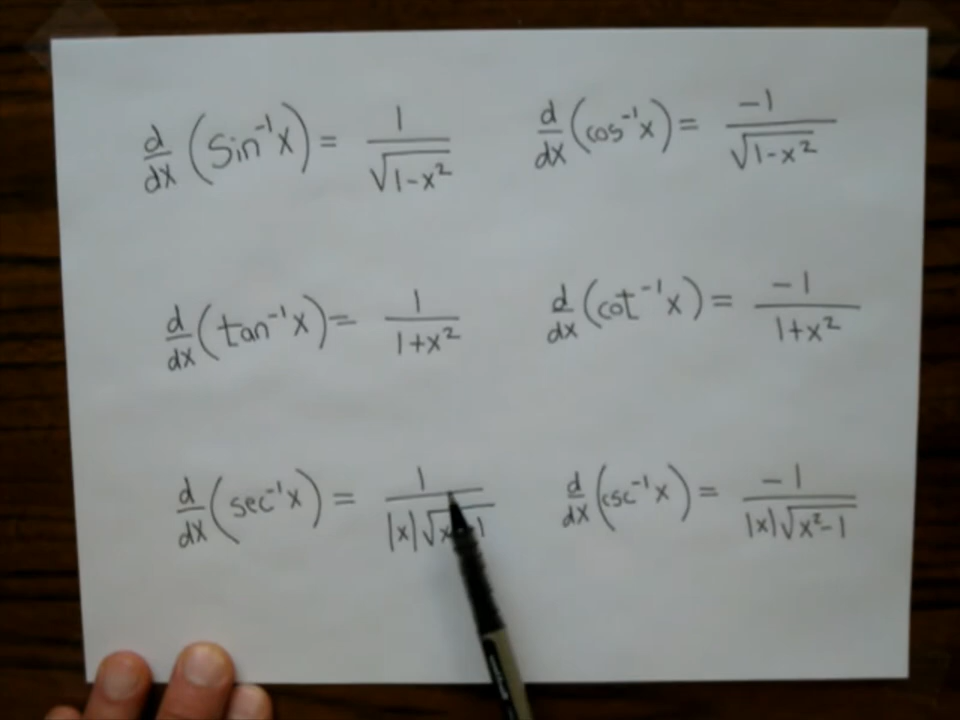 d/dx (Sin⁻¹x) = 1/√(1-x²)    d/dx (cos⁻¹x) = -1/√(1-x²)
d/dx (tan⁻¹x) = 1/(1+x²)    d/dx (cot⁻¹x) = -1/(1+x²)
d/dx (sec⁻¹x) = 1/(|x|√(x -1))    d/dx (csc⁻¹x) = -1/(|x|√(x²-1))